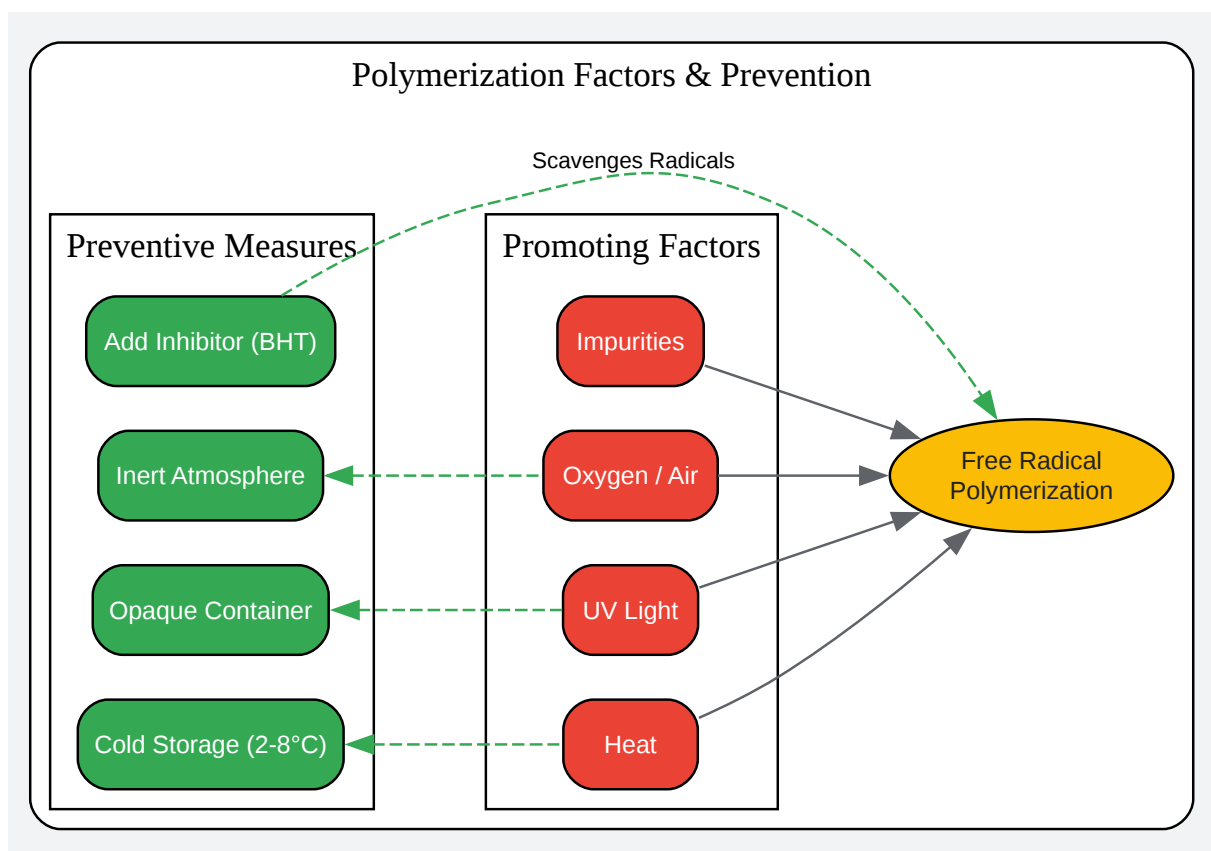 Polymerization Factors & Prevention
Scavenges Radicals
Preventive Measures
Add Inhibitor (BHT)
Inert Atmosphere
Opaque Container
Cold Storage (2-8°C)
Promoting Factors
Impurities
Oxygen / Air
UV Light
Heat
Free Radical
Polymerization